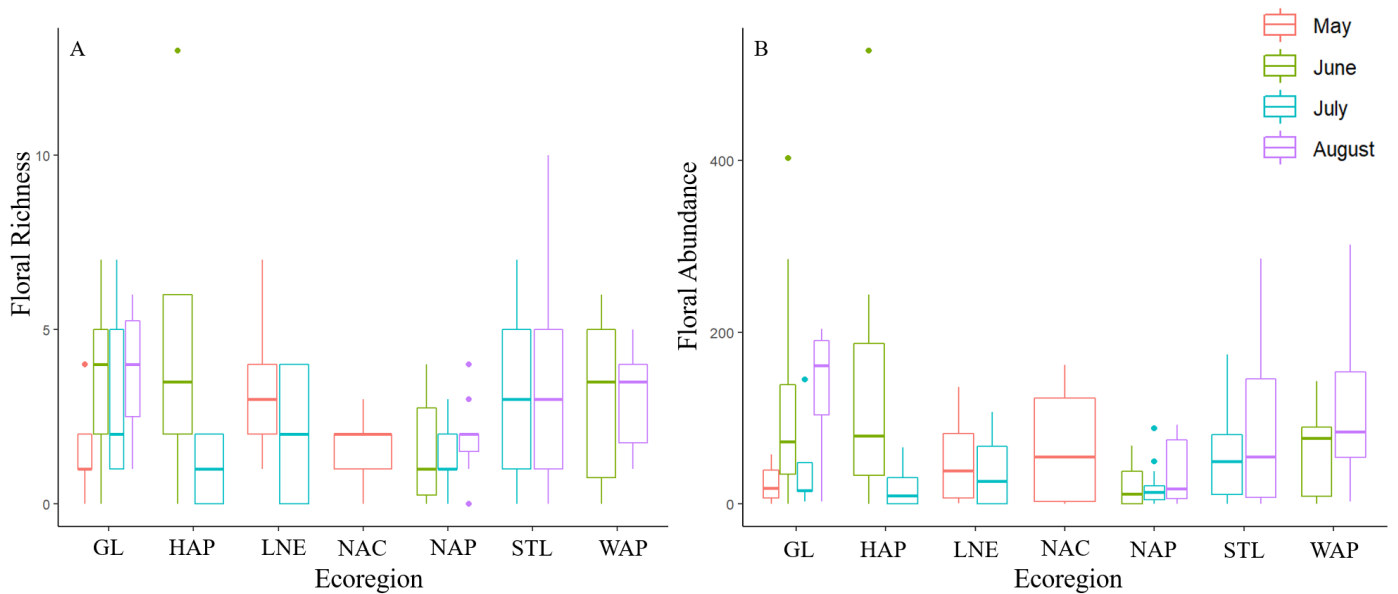 A
Floral Richness
10
5
0
GL HAP LNE NAC NAP STL WAP
Ecoregion
B
Floral Abundance
400
200
0
GL HAP LNE NAC NAP STL WAP
Ecoregion
May
June
July
August